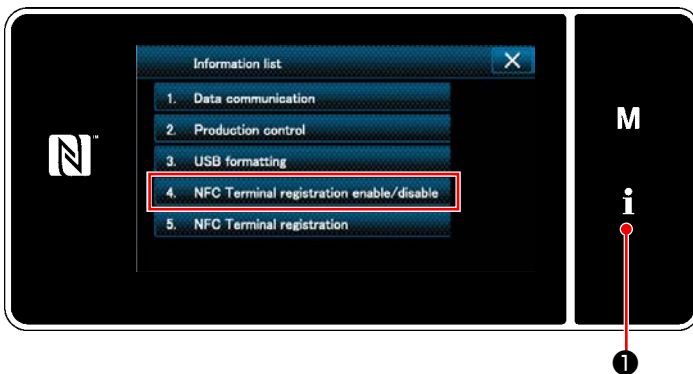 Information list
1. Data communication
2. Production control
3. USB formatting
4. NFC Terminal registration enable/disable
5. NFC Terminal registration
N™
M
i
❶